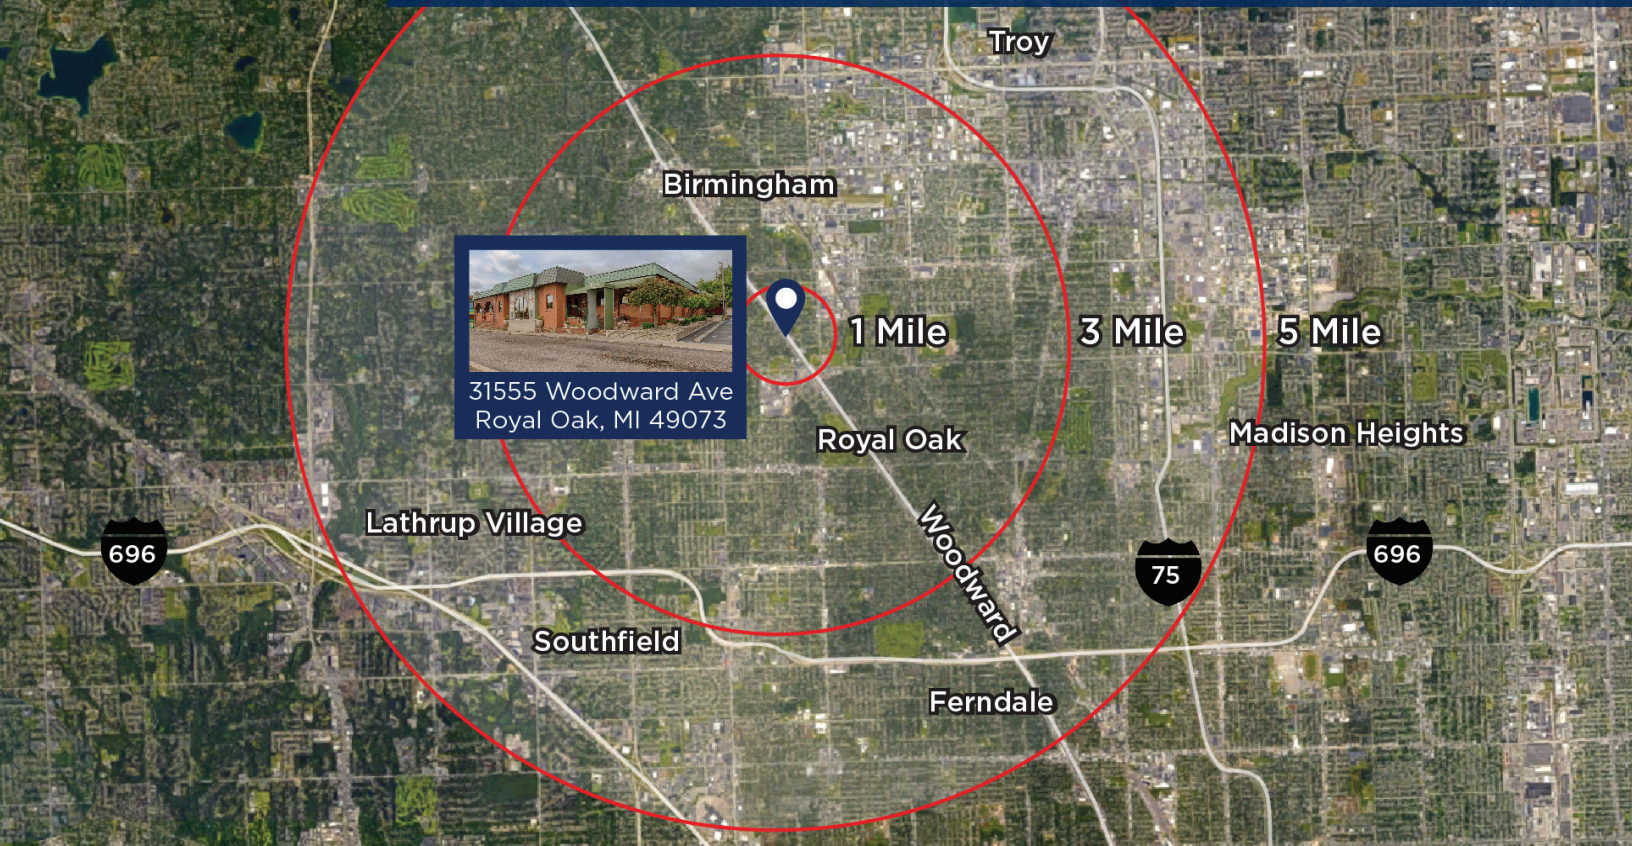 Troy
Birmingham
1 Mile
3 Mile
5 Mile
31555 Woodward Ave
Royal Oak, MI 49073
Royal Oak
Madison Heights
Lathrup Village
Woodward
696
75
696
Southfield
Ferndale